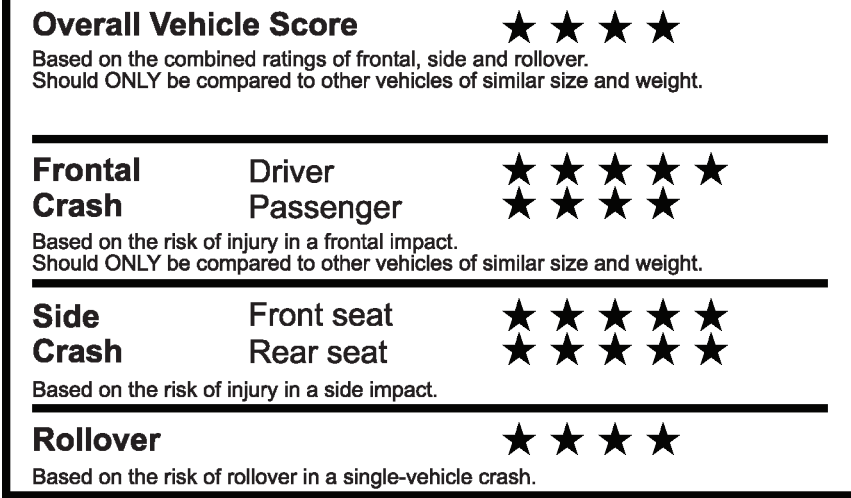 Overall Vehicle Score ★ ★ ★ ★
Based on the combined ratings of frontal, side and rollover.
Should ONLY be compared to other vehicles of similar size and weight.
Frontal Driver ★ ★ ★ ★ ★
Crash Passenger ★ ★ ★ ★
Based on the risk of injury in a frontal impact.
Should ONLY be compared to other vehicles of similar size and weight.
Side Front seat ★ ★ ★ ★ ★
Crash Rear seat ★ ★ ★ ★ ★
Based on the risk of injury in a side impact.
Rollover ★ ★ ★ ★
Based on the risk of rollover in a single-vehicle crash.